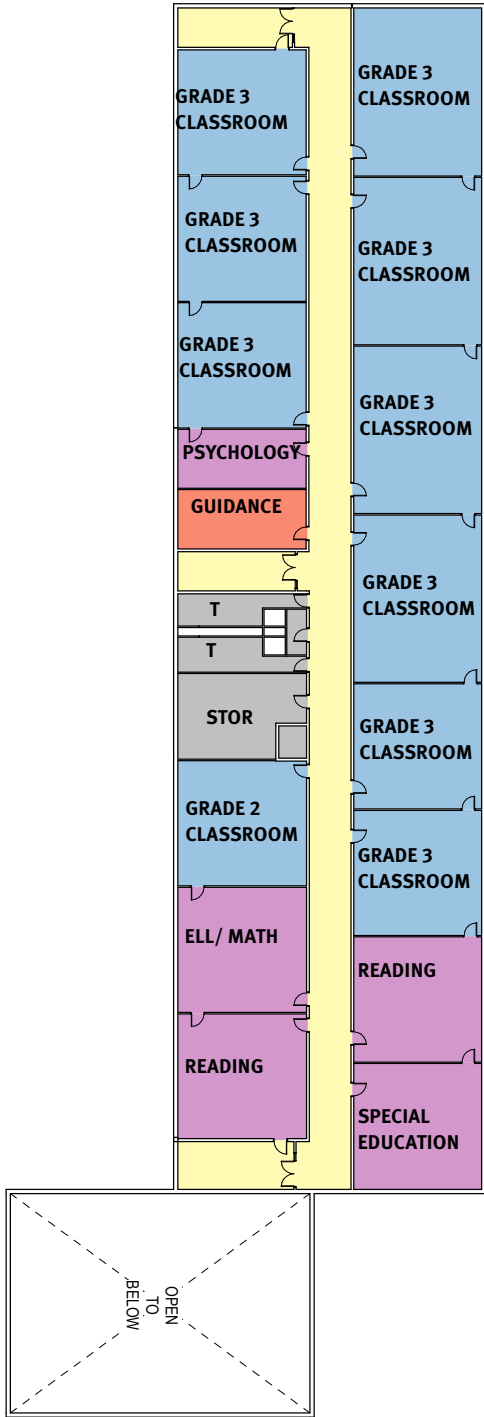 GRADE 3
CLASSROOM
GRADE 3
CLASSROOM
GRADE 3
CLASSROOM
PSYCHOLOGY
GUIDANCE
T
T
STOR
GRADE 2
CLASSROOM
ELL/ MATH
READING
GRADE 3
CLASSROOM
GRADE 3
CLASSROOM
GRADE 3
CLASSROOM
GRADE 3
CLASSROOM
GRADE 3
CLASSROOM
GRADE 3
CLASSROOM
READING
SPECIAL
EDUCATION
OPEN
TO
BELOW